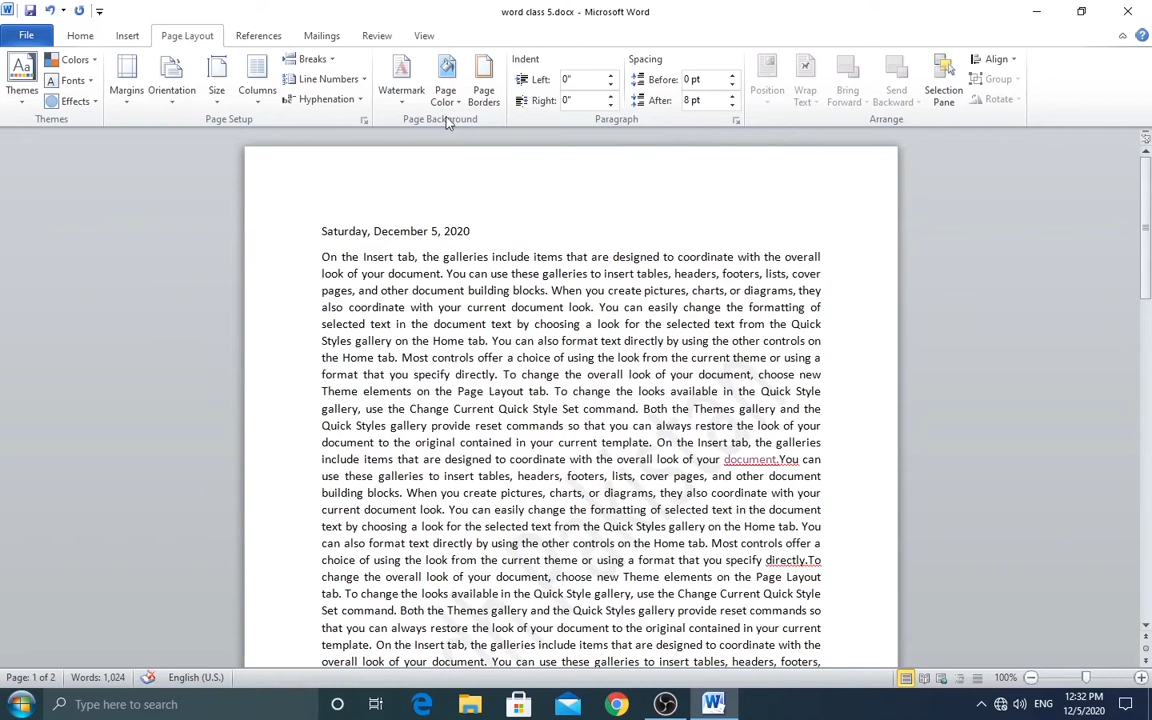 word class 5.docx - Microsoft Word
File Home Insert Page Layout References Mailings Review View
Themes
Colors
Fonts
Effects
Themes
Margins
Orientation
Size
Columns
Breaks
Line Numbers
Hyphenation
Page Setup
Watermark
Page Color
Page Borders
Page Background
Indent
Left: 0"
Right: 0"
Spacing
Before: 0 pt
After: 8 pt
Paragraph
Position
Wrap Text
Bring Forward
Send Backward
Selection Pane
Align
Group
Rotate
Arrange
Saturday, December 5, 2020
On the Insert tab, the galleries include items that are designed to coordinate with the overall
look of your document. You can use these galleries to insert tables, headers, footers, lists, cover
pages, and other document building blocks. When you create pictures, charts, or diagrams, they
also coordinate with your current document look. You can easily change the formatting of
selected text in the document text by choosing a look for the selected text from the Quick
Styles gallery on the Home tab. You can also format text directly by using the other controls on
the Home tab. Most controls offer a choice of using the look from the current theme or using a
format that you specify directly. To change the overall look of your document, choose new
Theme elements on the Page Layout tab. To change the looks available in the Quick Style
gallery, use the Change Current Quick Style Set command. Both the Themes gallery and the
Quick Styles gallery provide reset commands so that you can always restore the look of your
document to the original contained in your current template. On the Insert tab, the galleries
include items that are designed to coordinate with the overall look of your document.You can
use these galleries to insert tables, headers, footers, lists, cover pages, and other document
building blocks. When you create pictures, charts, or diagrams, they also coordinate with your
current document look. You can easily change the formatting of selected text in the document
text by choosing a look for the selected text from the Quick Styles gallery on the Home tab. You
can also format text directly by using the other controls on the Home tab. Most controls offer a
choice of using the look from the current theme or using a format that you specify directly.To
change the overall look of your document, choose new Theme elements on the Page Layout
tab. To change the looks available in the Quick Style gallery, use the Change Current Quick Style
Set command. Both the Themes gallery and the Quick Styles gallery provide reset commands so
that you can always restore the look of your document to the original contained in your current
template. On the Insert tab, the galleries include items that are designed to coordinate with the
overall look of your document. You can use these galleries to insert tables, headers, footers,
Page: 1 of 2 Words: 1,024 English (U.S.) 100%
Type here to search
ENG
12:32 PM
12/5/2020